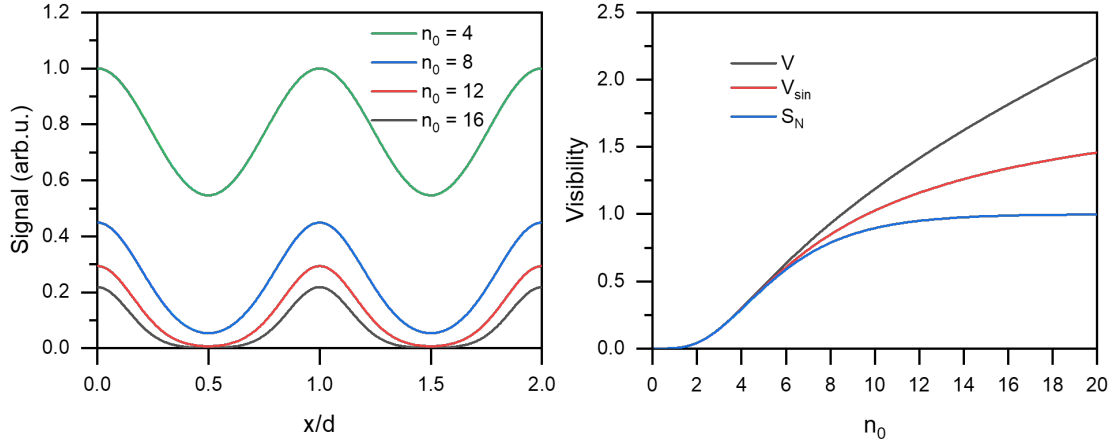 1.2
1.0
0.8
0.6
0.4
0.2
0.0
Signal (arb.u.)
n₀ = 4
n₀ = 8
n₀ = 12
n₀ = 16
0.0 0.5 1.0 1.5 2.0
x/d
2.5
2.0
1.5
1.0
0.5
0.0
Visibility
V
V_sin
S_N
0 2 4 6 8 10 12 14 16 18 20
n₀